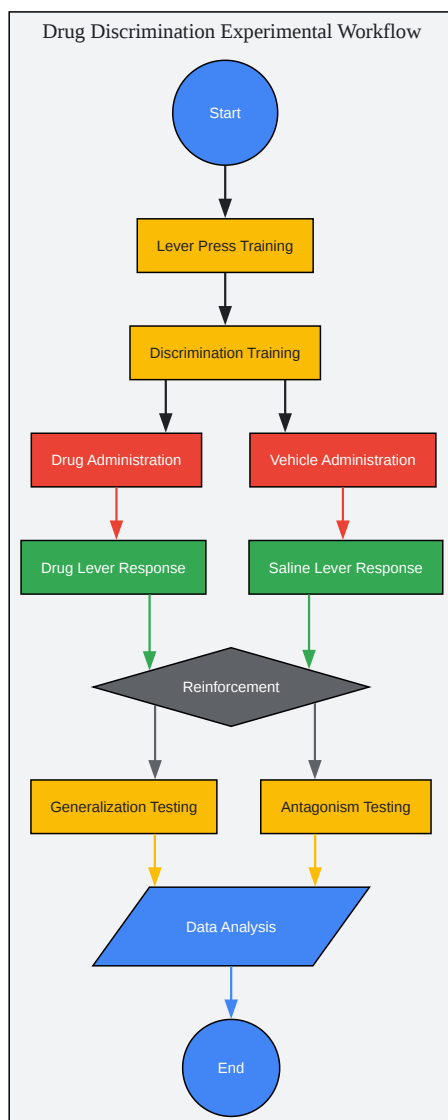 Drug Discrimination Experimental Workflow
Start
Lever Press Training
Discrimination Training
Drug Administration
Vehicle Administration
Drug Lever Response
Saline Lever Response
Reinforcement
Generalization Testing
Antagonism Testing
Data Analysis
End